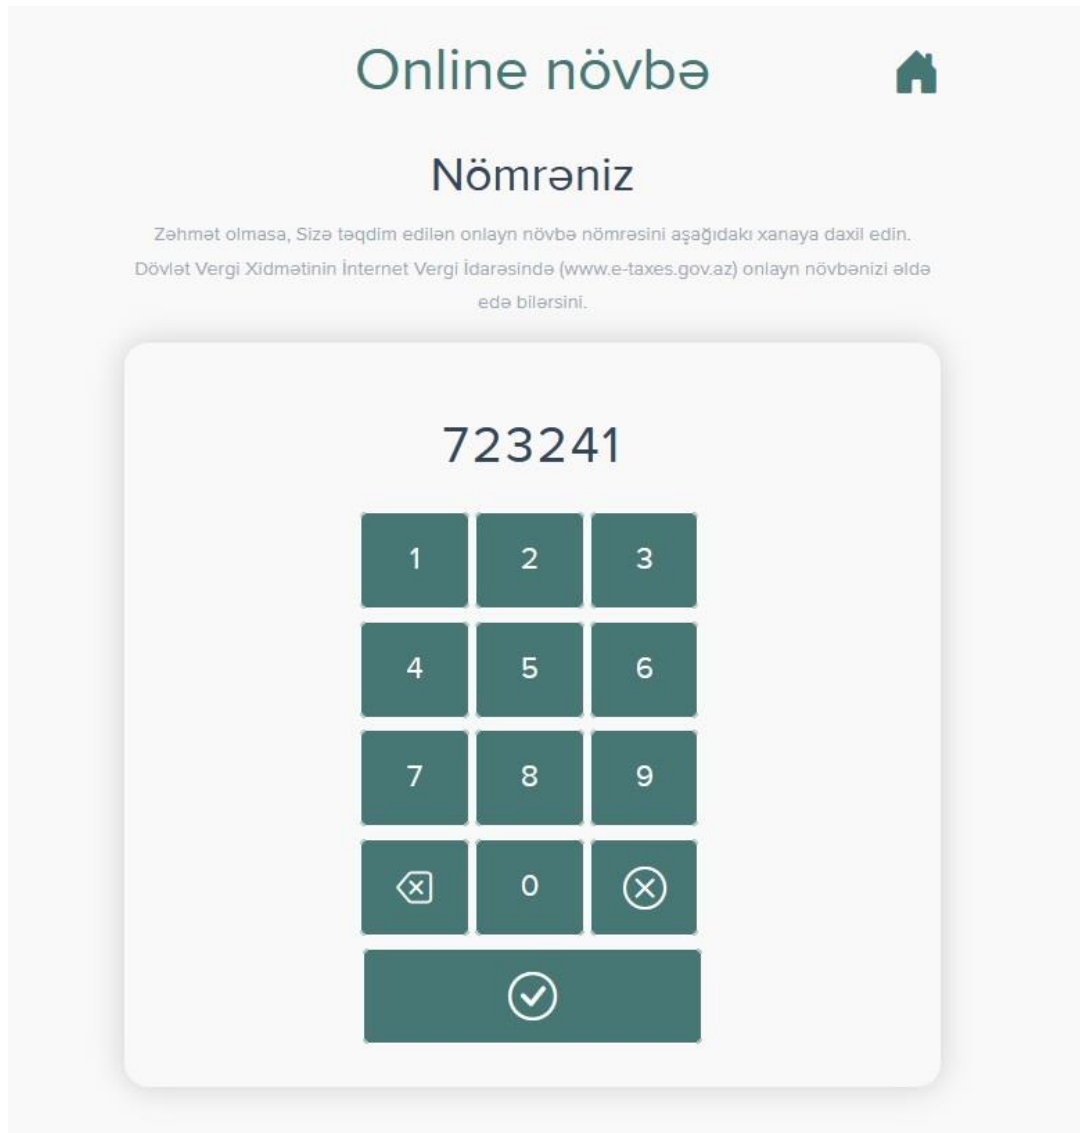 Online növbə
Nömrəniz
Zəhmət olmasa, Sizə təqdim edilən onlayn növbə nömrəsini aşağıdakı xanaya daxil edin.
Dövlət Vergi Xidmətinin İnternet Vergi İdarəsində (www.e-taxes.gov.az) onlayn növbənizi əldə
edə bilərsini.
723241
1 2 3
4 5 6
7 8 9
0